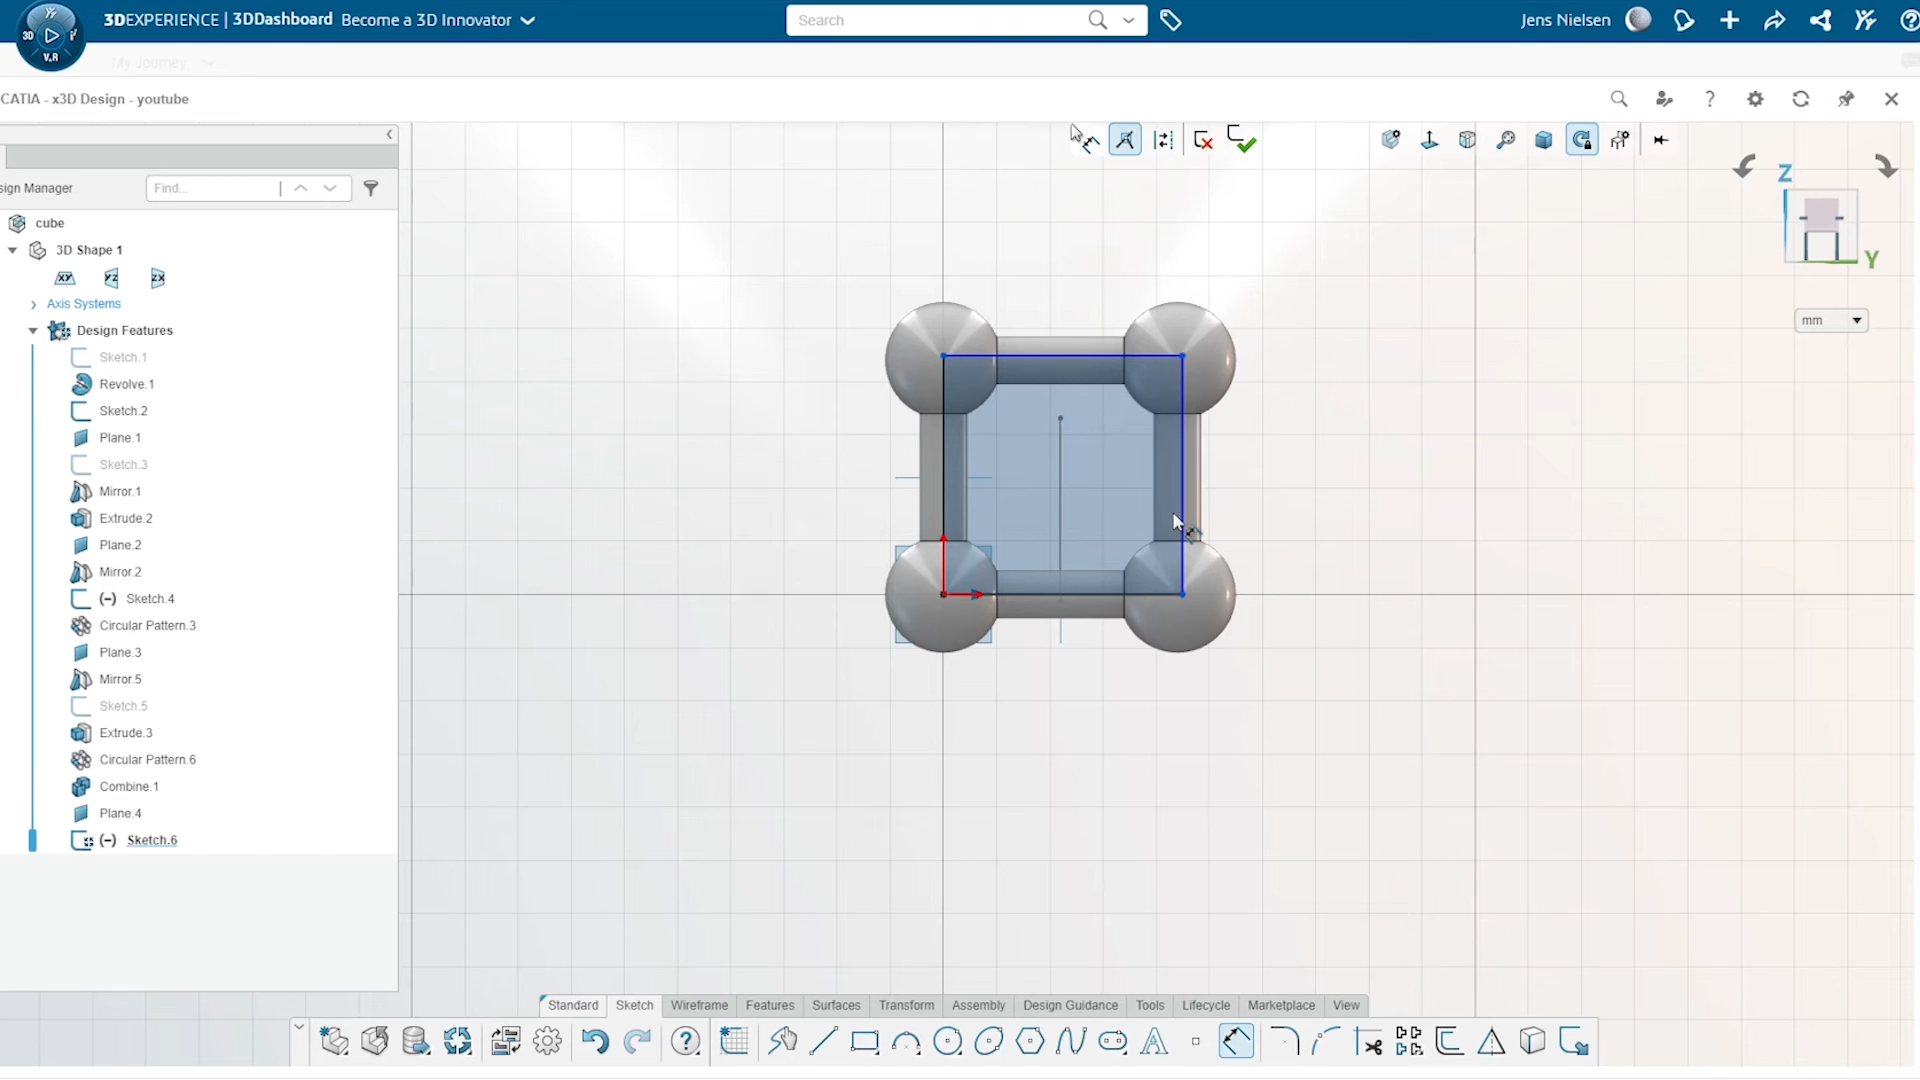 3DEXPERIENCE | 3DDashboard Become a 3D Innovator
Search
Jens Nielsen
3D
V.R
My Journey
CATIA - x3D Design - youtube
sign Manager
Find...
cube
3D Shape 1
XY YZ ZX
Axis Systems
Design Features
Sketch.1
Revolve.1
Sketch.2
Plane.1
Sketch.3
Mirror.1
Extrude.2
Plane.2
Mirror.2
(-) Sketch.4
Circular Pattern.3
Plane.3
Mirror.5
Sketch.5
Extrude.3
Circular Pattern.6
Combine.1
Plane.4
(-) Sketch.6
Z
Y
mm
Standard Sketch Wireframe Features Surfaces Transform Assembly Design Guidance Tools Lifecycle Marketplace View